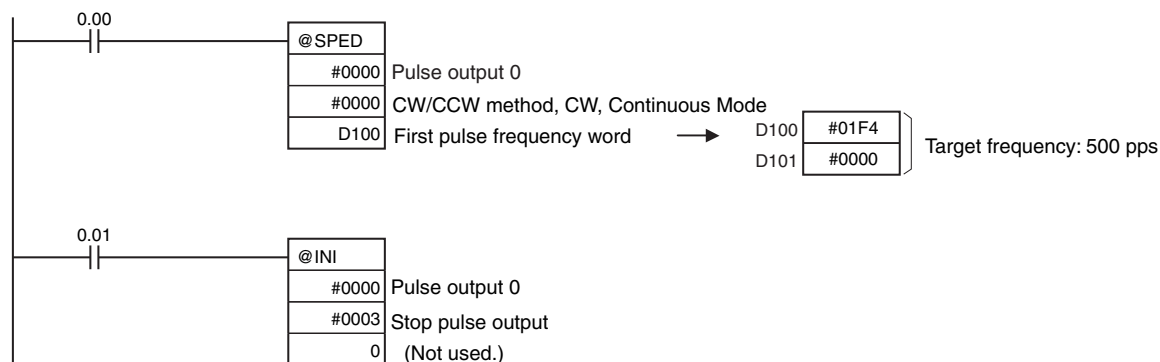 0.00
@SPED
#0000 Pulse output 0
#0000 CW/CCW method, CW, Continuous Mode
D100 First pulse frequency word
D100 #01F4
D101 #0000
Target frequency: 500 pps
0.01
@INI
#0000 Pulse output 0
#0003 Stop pulse output
0 (Not used.)